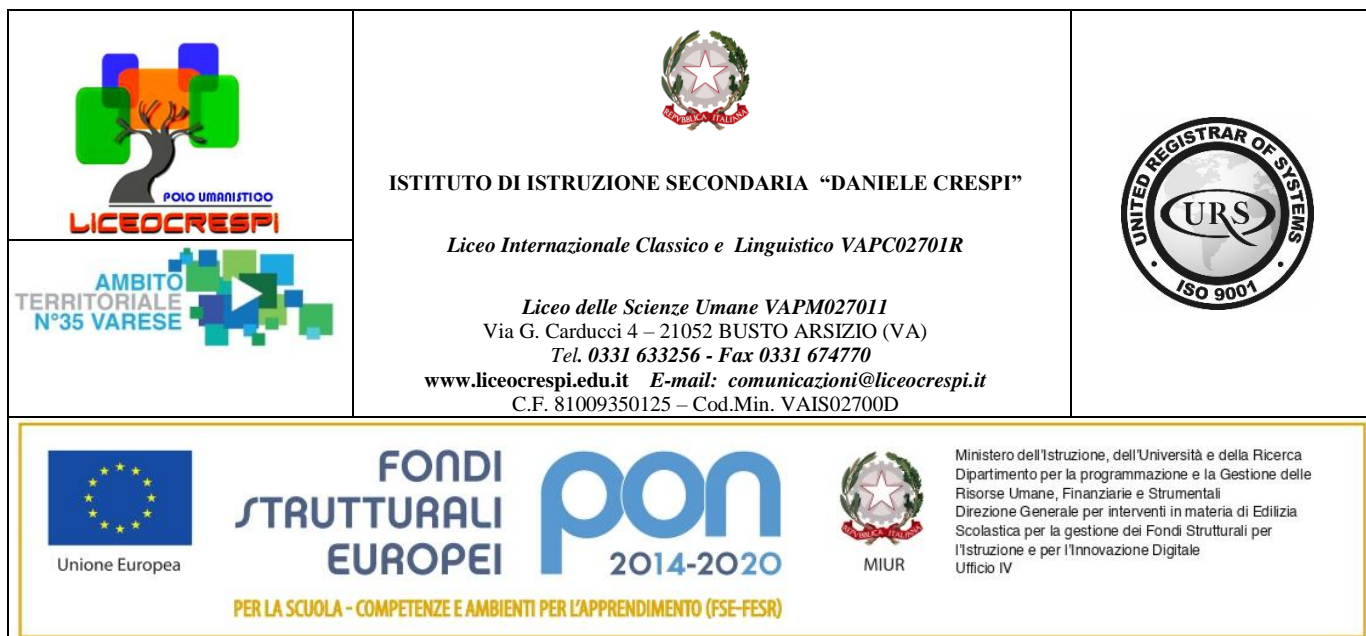 POLO UMANISTICO
LICEOCRESPI
AMBITO
TERRITORIALE
N°35 VARESE
REPVBBLICA ITALIANA
ISTITUTO DI ISTRUZIONE SECONDARIA “DANIELE CRESPI”
Liceo Internazionale Classico e Linguistico VAPC02701R
Liceo delle Scienze Umane VAPM027011
Via G. Carducci 4 – 21052 BUSTO ARSIZIO (VA)
Tel. 0331 633256 - Fax 0331 674770
www.liceocrespi.edu.it E-mail: comunicazioni@liceocrespi.it
C.F. 81009350125 – Cod.Min. VAIS02700D
UNITED REGISTRAR OF SYSTEMS
URS
ISO 9001
Unione Europea
FONDI
STRUTTURALI
EUROPEI
pon
2014-2020
PER LA SCUOLA - COMPETENZE E AMBIENTI PER L'APPRENDIMENTO (FSE-FESR)
REPVBBLICA ITALIANA
MIUR
Ministero dell'Istruzione, dell'Università e della Ricerca
Dipartimento per la programmazione e la Gestione delle
Risorse Umane, Finanziarie e Strumentali
Direzione Generale per interventi in materia di Edilizia
Scolastica per la gestione dei Fondi Strutturali per
l'Istruzione e per l'Innovazione Digitale
Ufficio IV